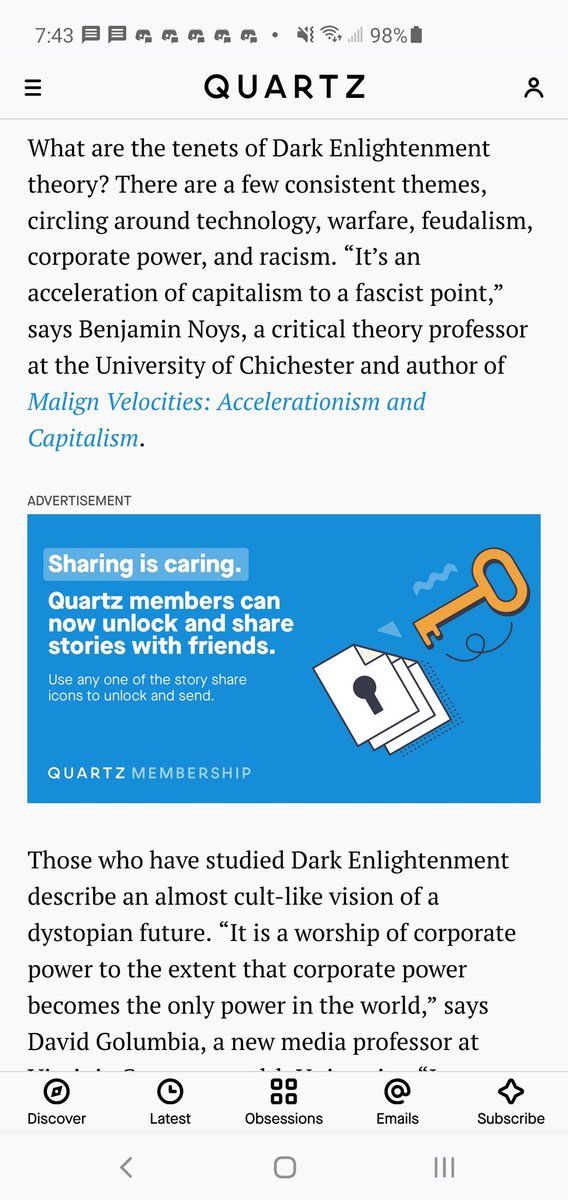 7:43 98%
QUARTZ
What are the tenets of Dark Enlightenment
theory? There are a few consistent themes,
circling around technology, warfare, feudalism,
corporate power, and racism. “It’s an
acceleration of capitalism to a fascist point,”
says Benjamin Noys, a critical theory professor
at the University of Chichester and author of
Malign Velocities: Accelerationism and
Capitalism.
ADVERTISEMENT
Sharing is caring.
Quartz members can
now unlock and share
stories with friends.
Use any one of the story share
icons to unlock and send.
QUARTZ MEMBERSHIP
Those who have studied Dark Enlightenment
describe an almost cult-like vision of a
dystopian future. “It is a worship of corporate
power to the extent that corporate power
becomes the only power in the world,” says
David Golumbia, a new media professor at
Discover Latest Obsessions Emails Subscribe